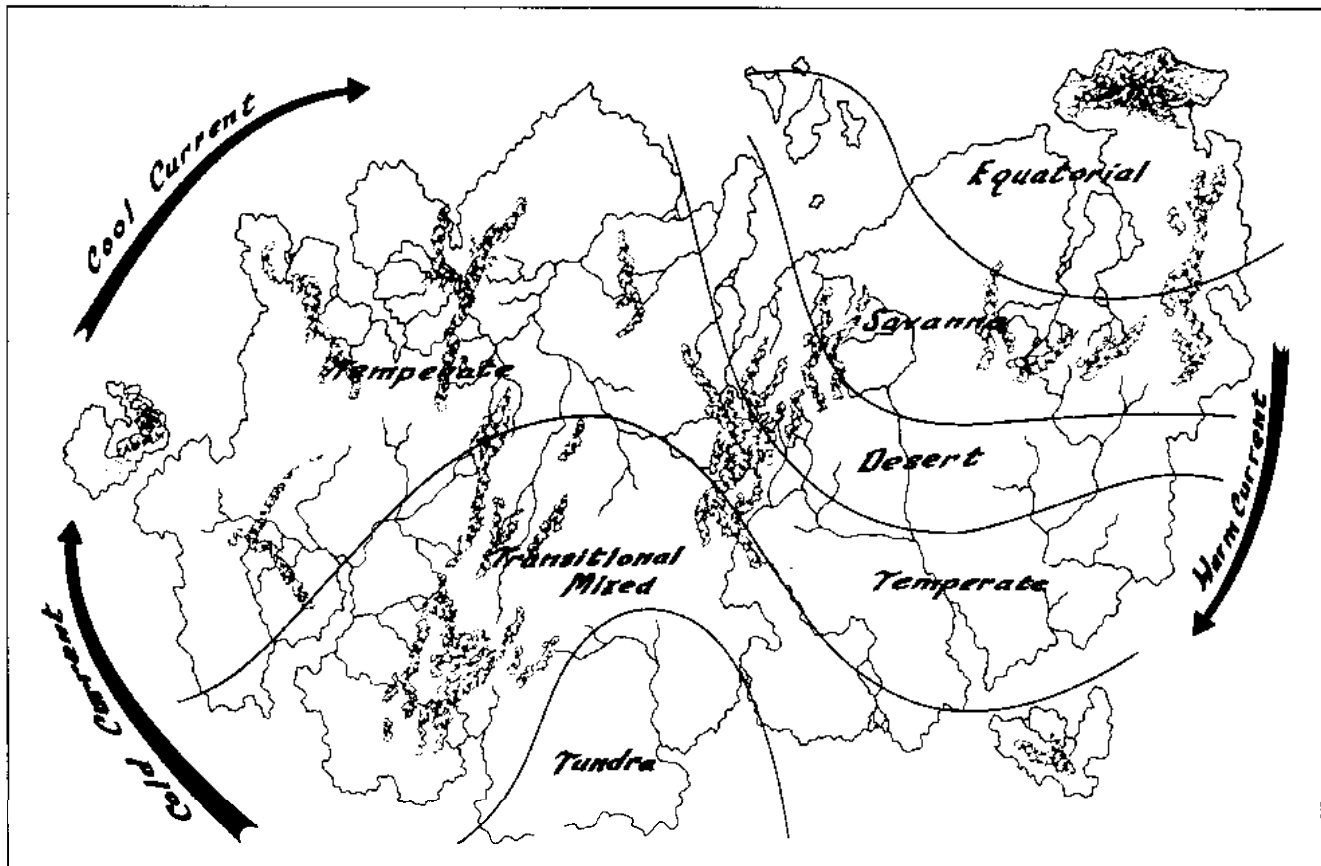 Cool Current
Equatorial
Savanna
Temperate
Desert
Warm Current
Transitional
Mixed
Temperate
Cold Current
Tundra